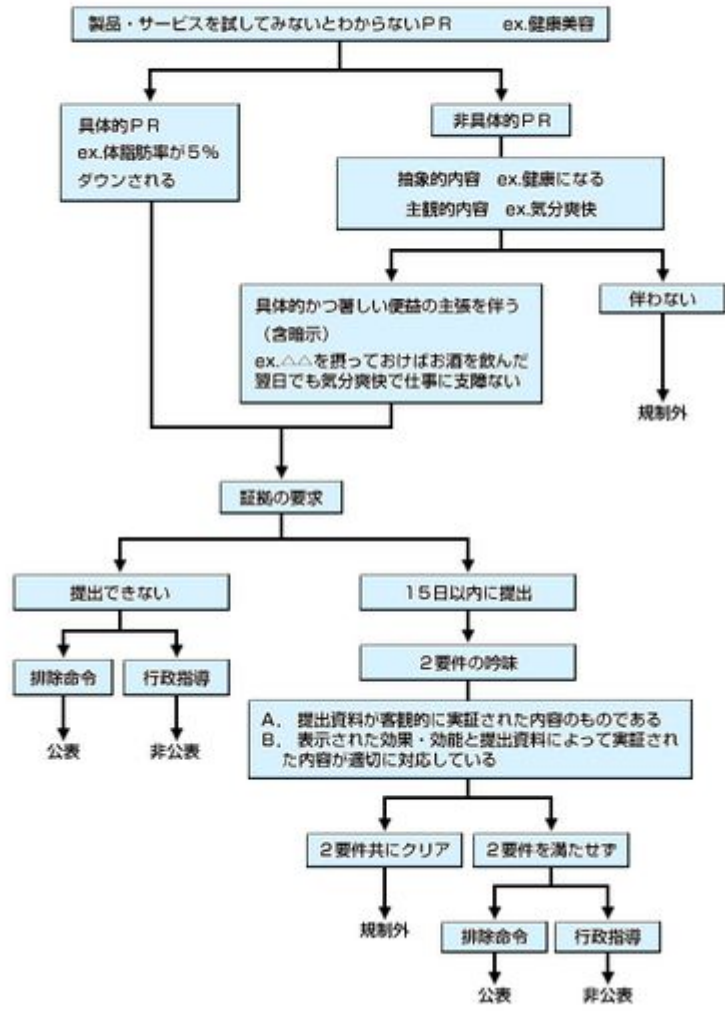 製品・サービスを試してみないとわからないPR ex.健康美容
具体的PR
ex.体脂肪率が5%
ダウンされる
非具体的PR
抽象的内容 ex.健康になる
主観的内容 ex.気分爽快
具体的かつ著しい便益の主張を伴う
（含暗示）
ex.△△を摂っておけばお酒を飲んだ
翌日でも気分爽快で仕事に支障ない
伴わない
規制外
証拠の要求
提出できない
15日以内に提出
排除命令
行政指導
公表
非公表
2要件の吟味
A. 提出資料が客観的に実証された内容のものである
B. 表示された効果・効能と提出資料によって実証され
た内容が適切に対応している
2要件共にクリア
2要件を満たせず
規制外
排除命令
行政指導
公表
非公表